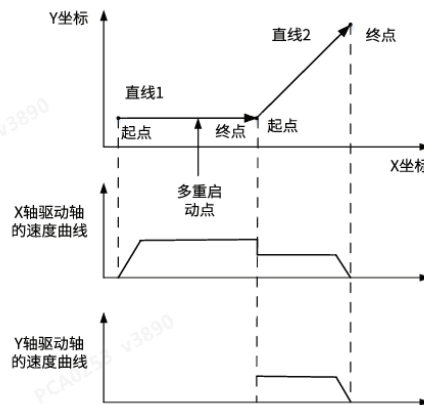 Y坐标
直线2
终点
直线1
起点
终点
起点
X坐标
多重启
动点
X轴驱动轴
的速度曲线
Y轴驱动轴
的速度曲线
v3890
v3890